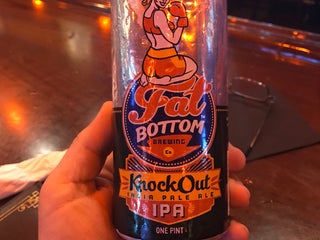 Fat
BOTTOM
BREWING
Co
KnockOut
INDIA PALE ALE
IPA
ONE PINT